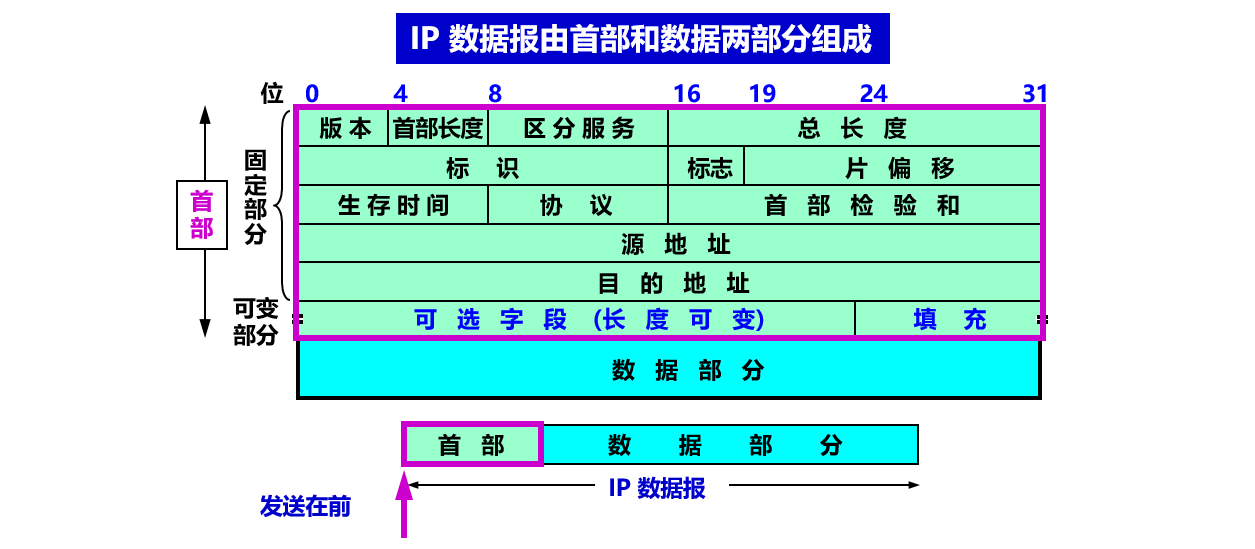 IP 数据报由首部和数据两部分组成
位 0 4 8 16 19 24 31
版 本 首部长度 区 分 服 务 总 长 度
标 识 标志 片 偏 移
生 存 时 间 协 议 首 部 检 验 和
源 地 址
目 的 地 址
可 选 字 段 (长 度 可 变) 填 充
数 据 部 分
固定部分
首部
可变
部分
首 部 数 据 部 分
IP 数据报
发送在前